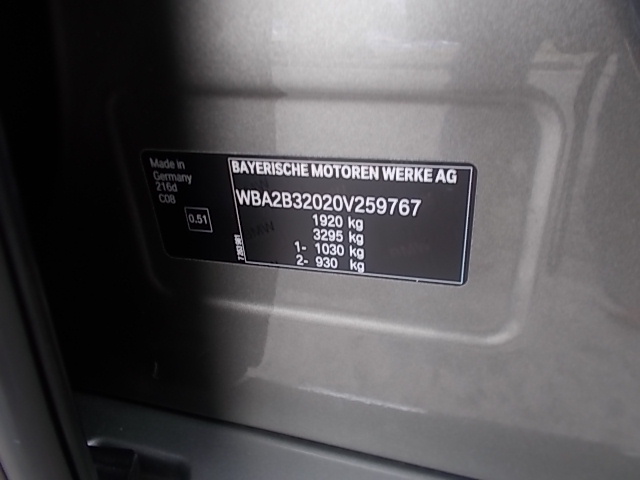 Made in
Germany
216d
C0B
0.51
BAYERISCHE MOTOREN WERKE AG
WBA2B32020V259767
1920 kg
3295 kg
1- 1030 kg
2- 930 kg